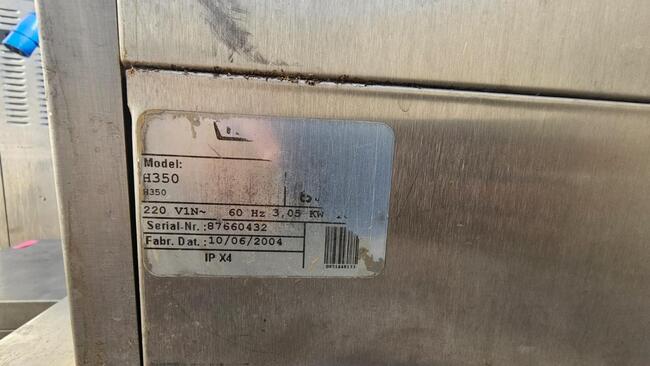 Model:
H350
H350
220 V1N~ 60 Hz 3,05 KW
Serial-Nr.:87660432
Fabr. Dat.:10/06/2004
IP X4